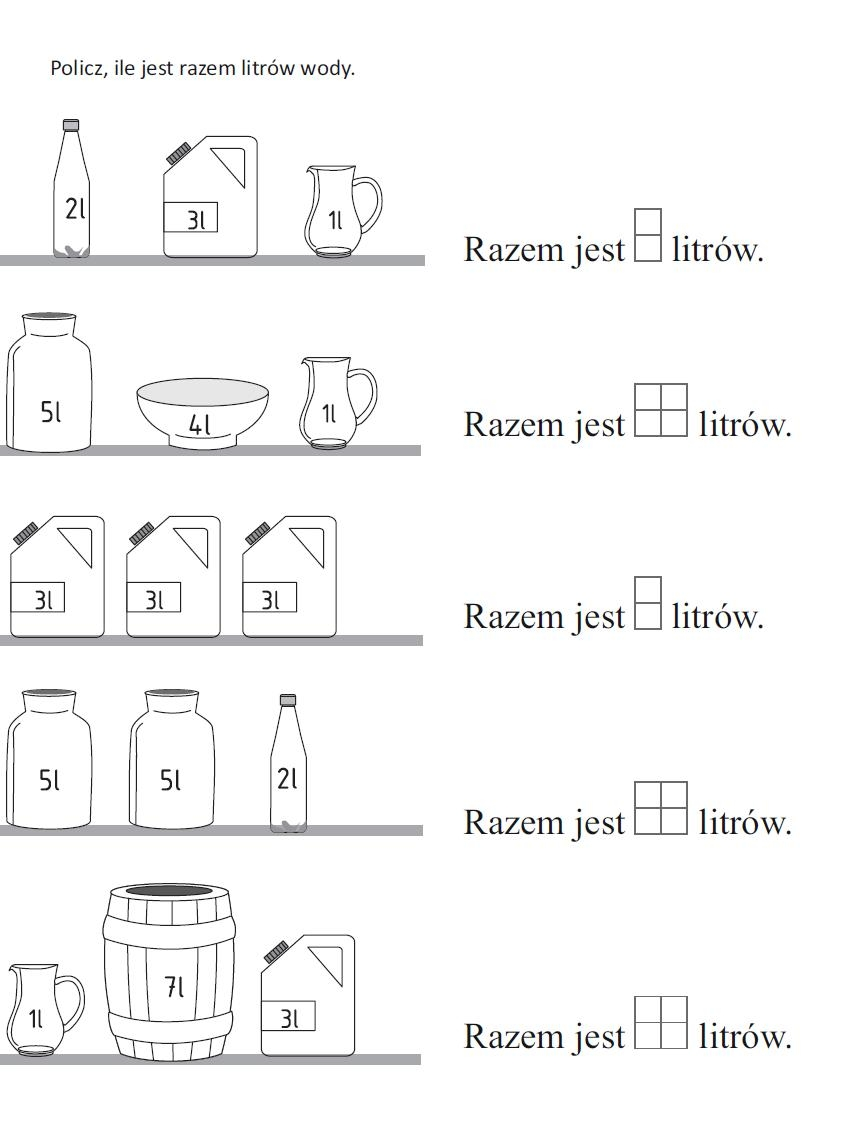 Policz, ile jest razem litrów wody.
2l 3l 1l
Razem jest litrów.
5l 4l 1l
Razem jest litrów.
3l 3l 3l
Razem jest litrów.
5l 5l 2l
Razem jest litrów.
1l 7l 3l
Razem jest litrów.